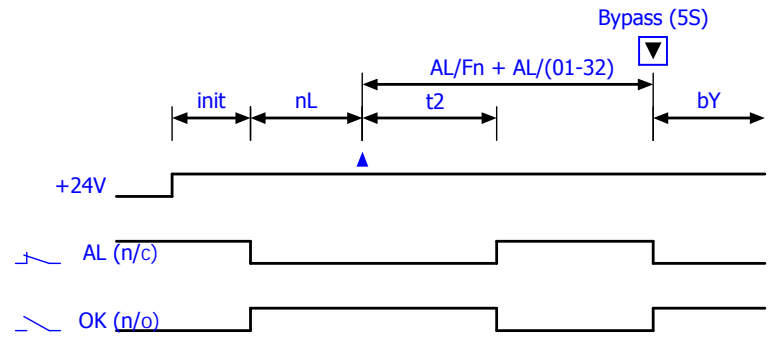 Bypass (5S)
AL/Fn + AL/(01-32)
init
nL
t2
bY
+24V
AL (n/c)
OK (n/o)